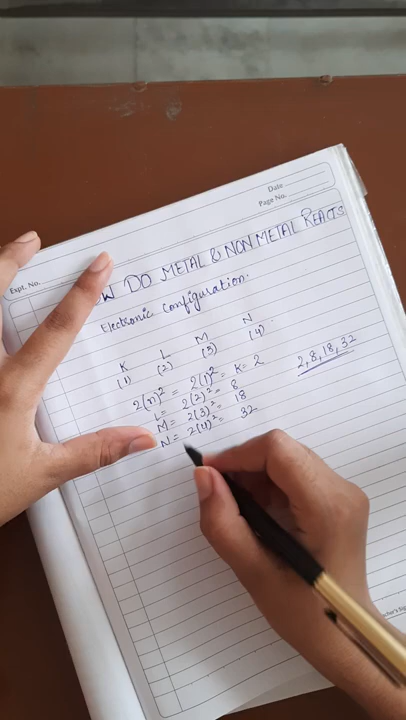 Date
Page No.
Expt. No.
W DO METAL & NON METAL REACTS
Electronic Configuration.
K L M N
(1) (2) (3) (4)
2(n)² = 2(1)² = K= 2
L= 2(2)² = 8
M= 2(3)² = 18
N= 2(4)² = 32
2,8,18,32